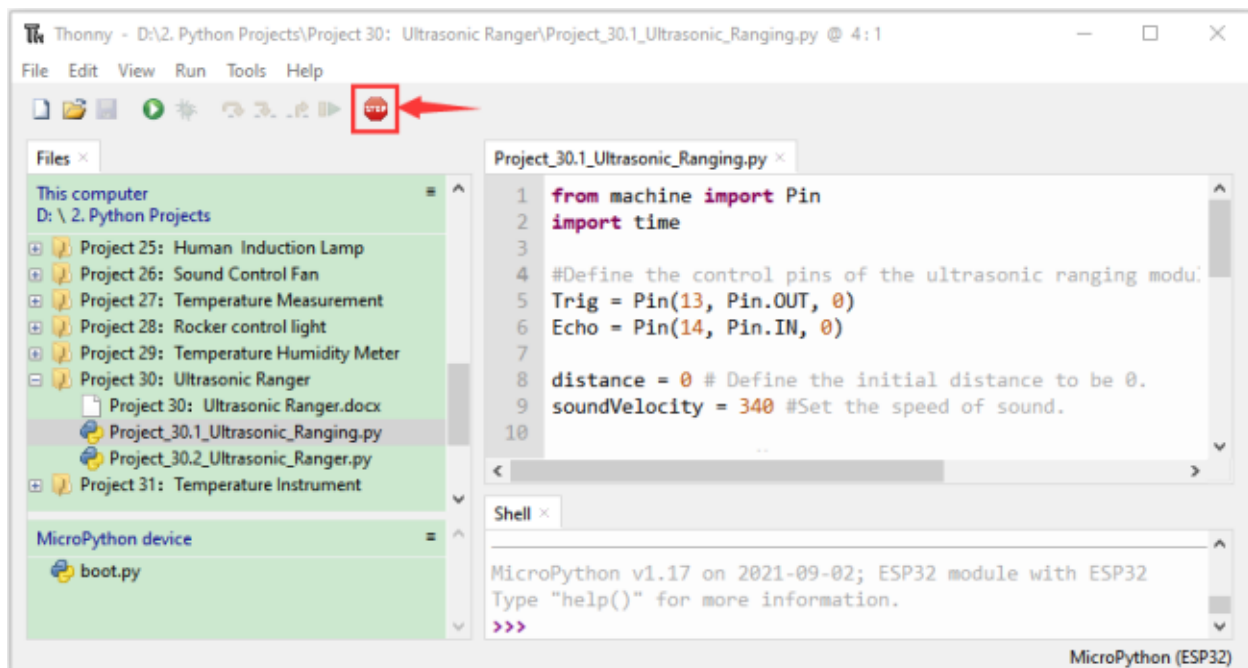 Thonny - D:\2. Python Projects\Project 30: Ultrasonic Ranger\Project_30.1_Ultrasonic_Ranging.py @ 4:1
File Edit View Run Tools Help
STOP
Files
This computer
D: \ 2. Python Projects
Project 25: Human Induction Lamp
Project 26: Sound Control Fan
Project 27: Temperature Measurement
Project 28: Rocker control light
Project 29: Temperature Humidity Meter
Project 30: Ultrasonic Ranger
Project 30: Ultrasonic Ranger.docx
Project_30.1_Ultrasonic_Ranging.py
Project_30.2_Ultrasonic_Ranger.py
Project 31: Temperature Instrument
MicroPython device
boot.py
Project_30.1_Ultrasonic_Ranging.py
1 from machine import Pin
2 import time
3
4 #Define the control pins of the ultrasonic ranging modu
5 Trig = Pin(13, Pin.OUT, 0)
6 Echo = Pin(14, Pin.IN, 0)
7
8 distance = 0 # Define the initial distance to be 0.
9 soundVelocity = 340 #Set the speed of sound.
10
Shell
MicroPython v1.17 on 2021-09-02; ESP32 module with ESP32
Type "help()" for more information.
>>>
MicroPython (ESP32)